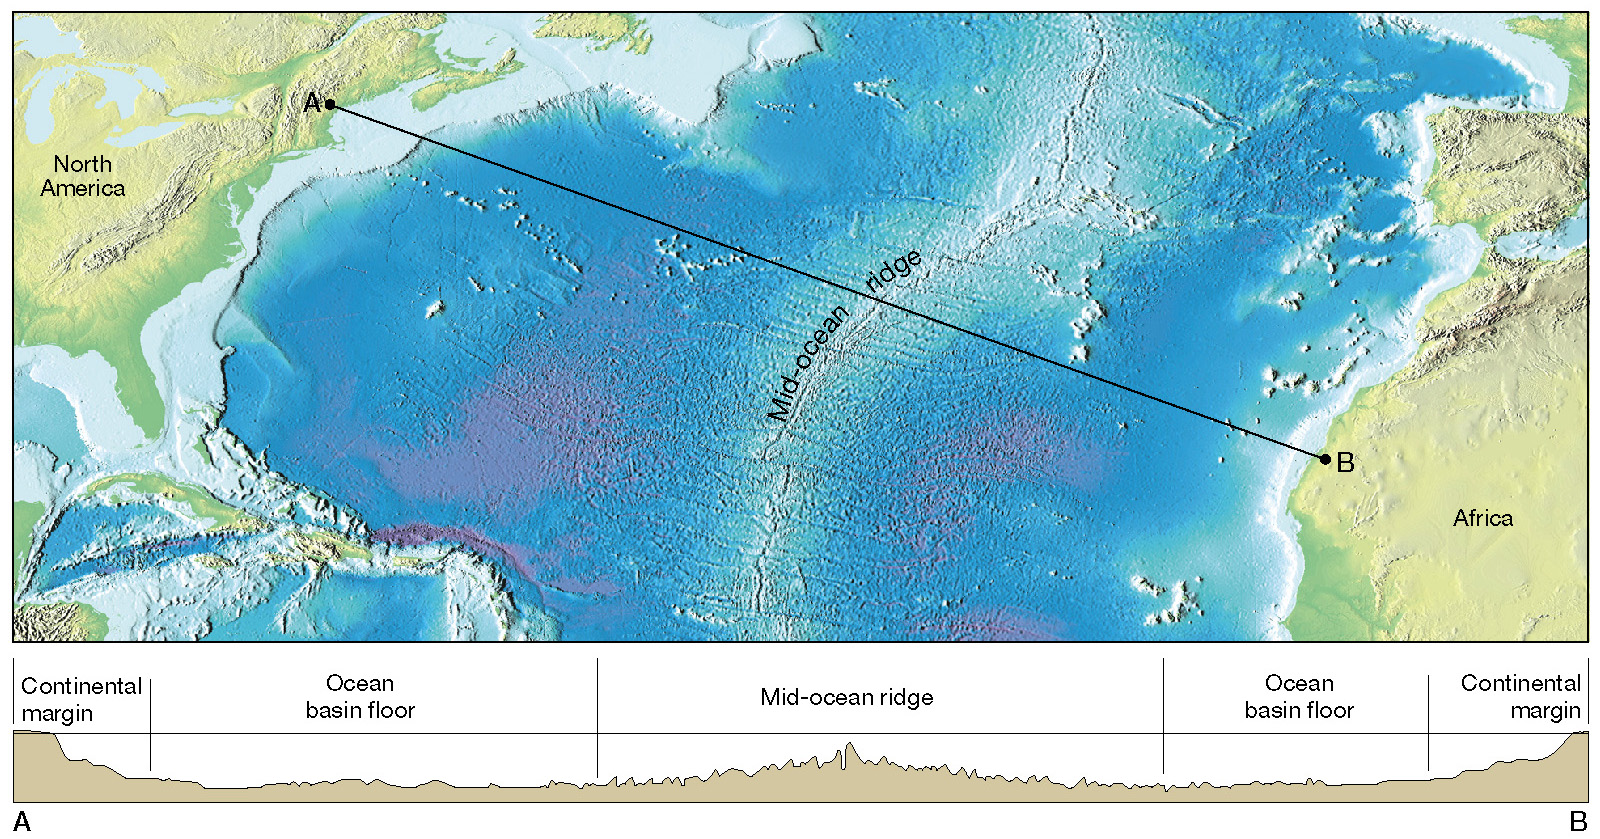 A
North
America
Mid-ocean ridge
B
Africa
Continental
margin
Ocean
basin floor
Mid-ocean ridge
Ocean
basin floor
Continental
margin
A
B